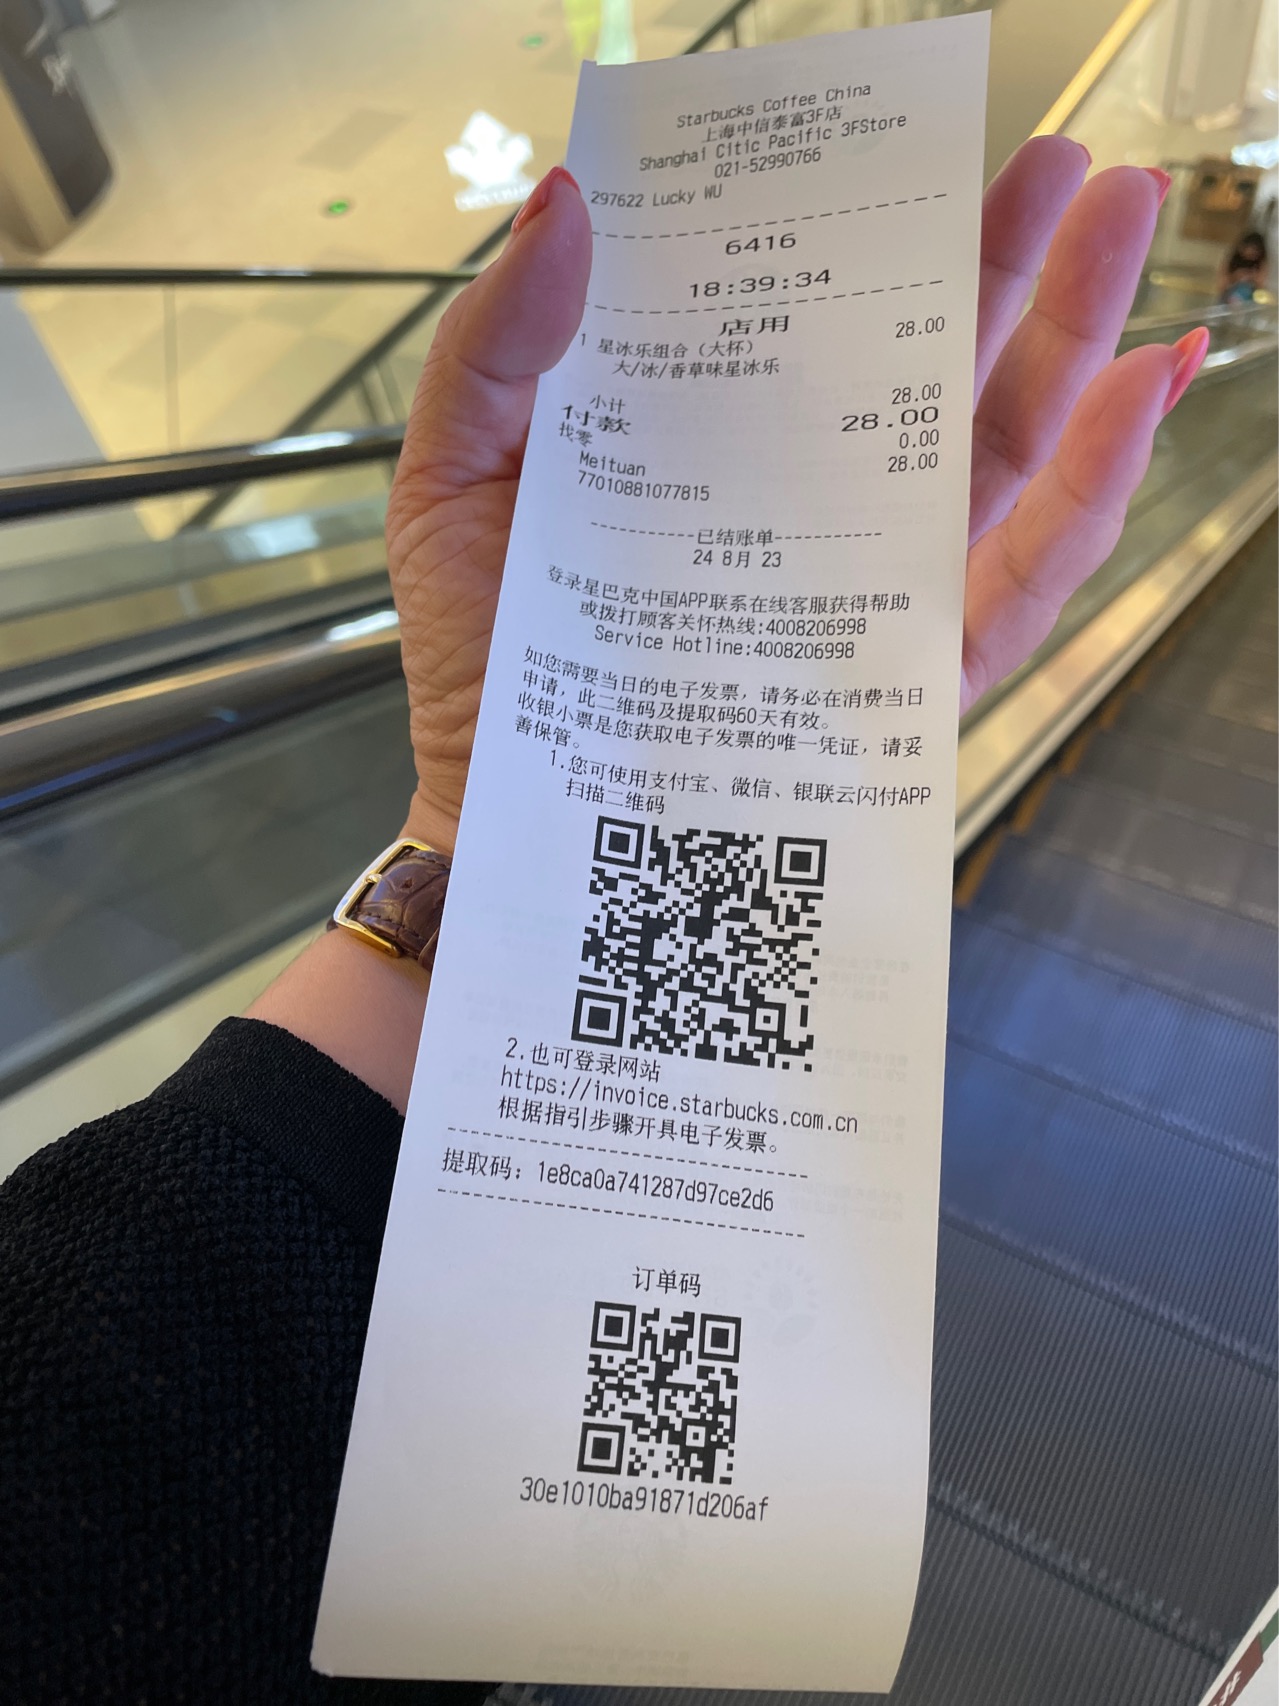 Starbucks Coffee China
上海中信泰富3F店
Shanghai Citic Pacific 3FStore
021-52990766
297622 Lucky WU
6416
18:39:34
店用
1 星冰乐组合（大杯） 28.00
大/冰/香草味星冰乐
小计 28.00
付款 28.00
找零 0.00
Meituan 28.00
77010881077815
-----------已结账单-----------
24 8月 23
登录星巴克中国APP联系在线客服获得帮助
或拨打顾客关怀热线:4008206998
Service Hotline:4008206998
如您需要当日的电子发票，请务必在消费当日
申请，此二维码及提取码60天有效。
收银小票是您获取电子发票的唯一凭证，请妥
善保管。
1.您可使用支付宝、微信、银联云闪付APP
扫描二维码
2.也可登录网站
https://invoice.starbucks.com.cn
根据指引步骤开具电子发票。
提取码：1e8ca0a741287d97ce2d6
订单码
30e1010ba91871d206af